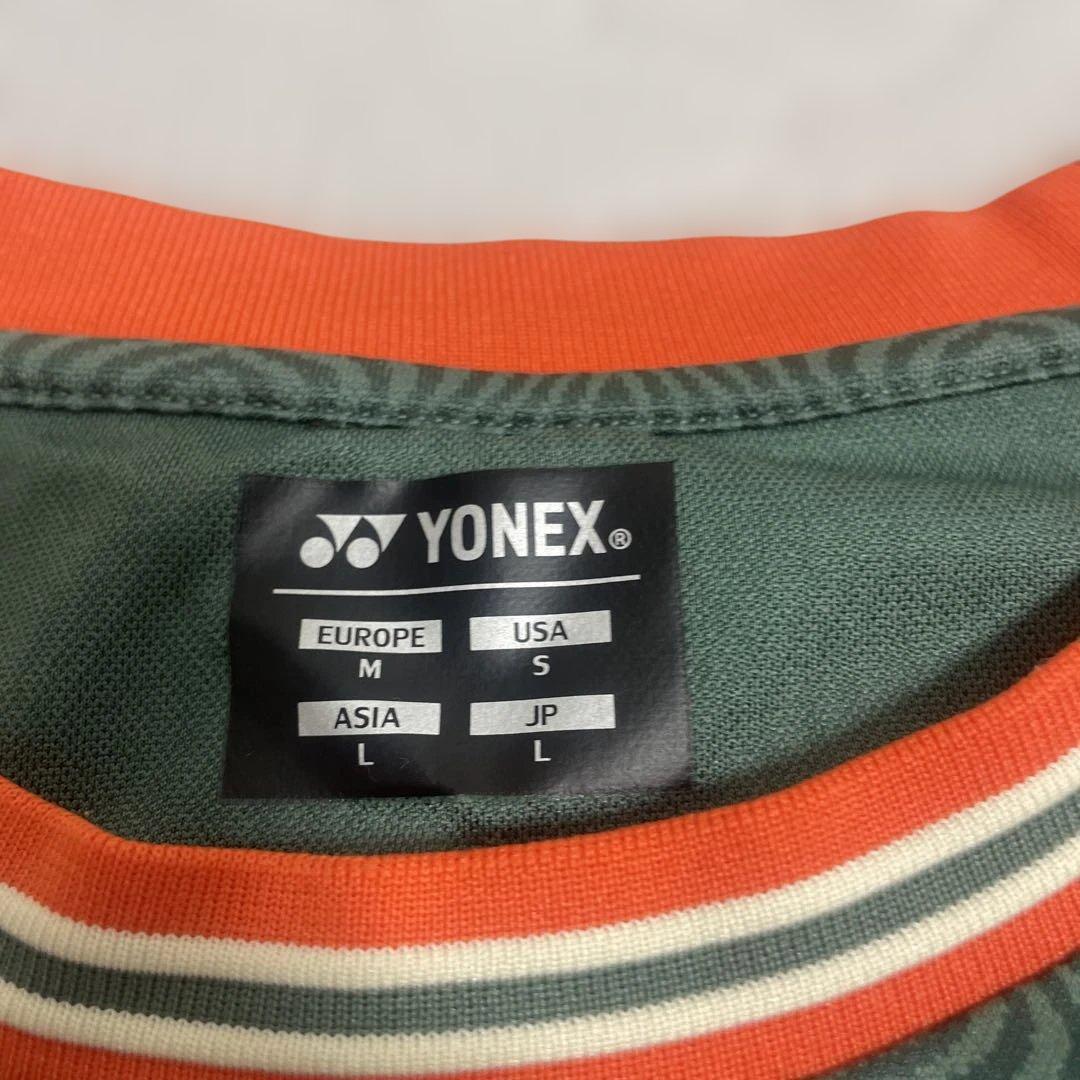 YONEX®
EUROPE USA
M S
ASIA JP
L L